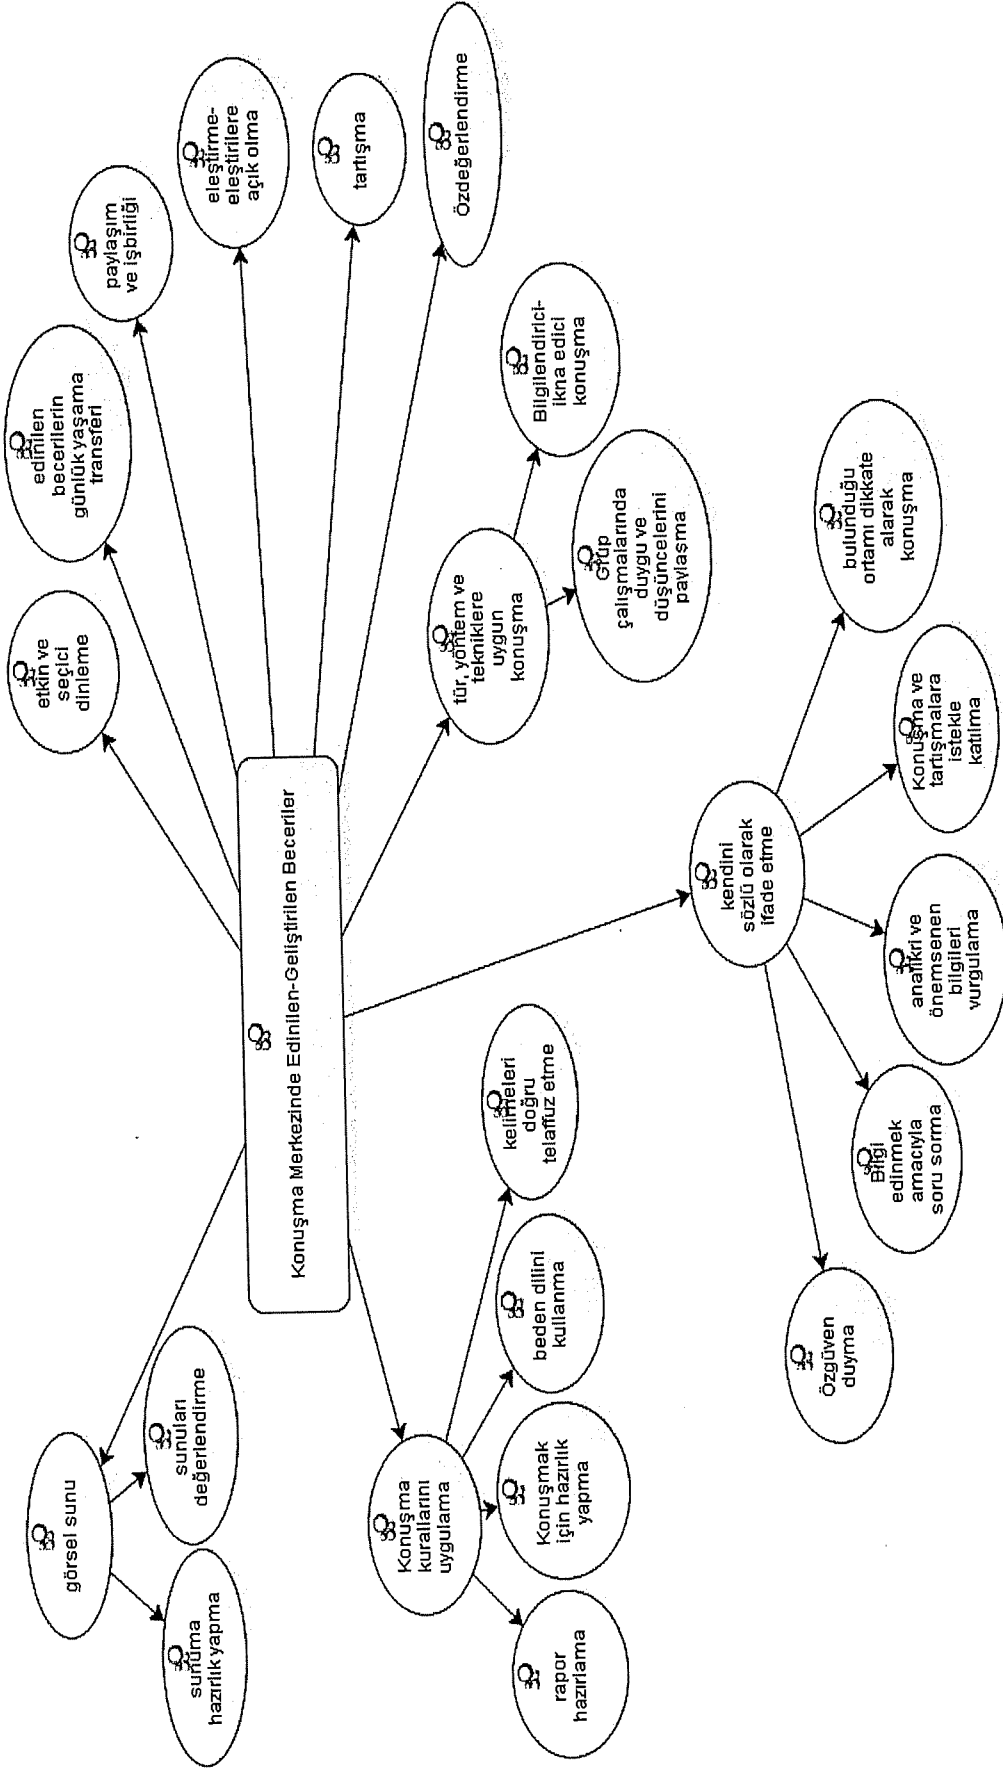 Konuşma Merkezinde Edinilen-Geliştirilen Beceriler
görsel sunu
sunuma
hazırlık yapma
sunuları
değerlendirme
Konuşma
kurallarını
uygulama
rapor
hazırlama
Konuşmak
için hazırlık
yapma
beden dilini
kullanma
kelimeleri
doğru
telaffuz etme
kendini
sözlü olarak
ifade etme
Özgüven
duyma
Bilgi
edinmek
amacıyla
soru sorma
anafikri ve
önemsenen
bilgileri
vurgulama
Konuşma ve
tartışmalara
istekle
katılma
bulunduğu
ortamı dikkate
alarak
konuşma
tür, yöntem ve
tekniklere
uygun
konuşma
Grup
çalışmalarında
duygu ve
düşüncelerini
paylaşma
Bilgilendirici-
ikna edici
konuşma
etkin ve
seçici
dinleme
edinilen
becerilerin
günlük yaşama
transferi
paylaşım
ve işbirliği
eleştirme-
eleştirilere
açık olma
tartışma
Özdeğerlendirme